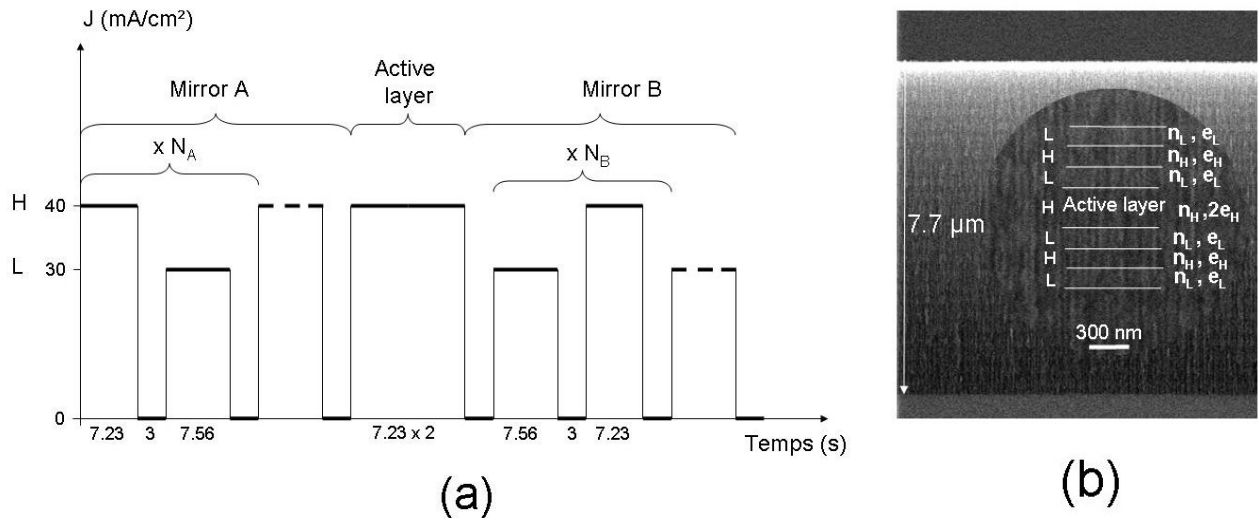 J (mA/cm²)
Mirror A
Active
layer
Mirror B
x N_A
x N_B
H 40
L 30
0
7.23 3 7.56 7.23 x 2 7.56 3 7.23
Temps (s)
(a)
L n_L , e_L
H n_H , e_H
L n_L , e_L
H Active layer n_H ,2e_H
L n_L , e_L
H n_H , e_H
L n_L , e_L
7.7 µm
300 nm
(b)